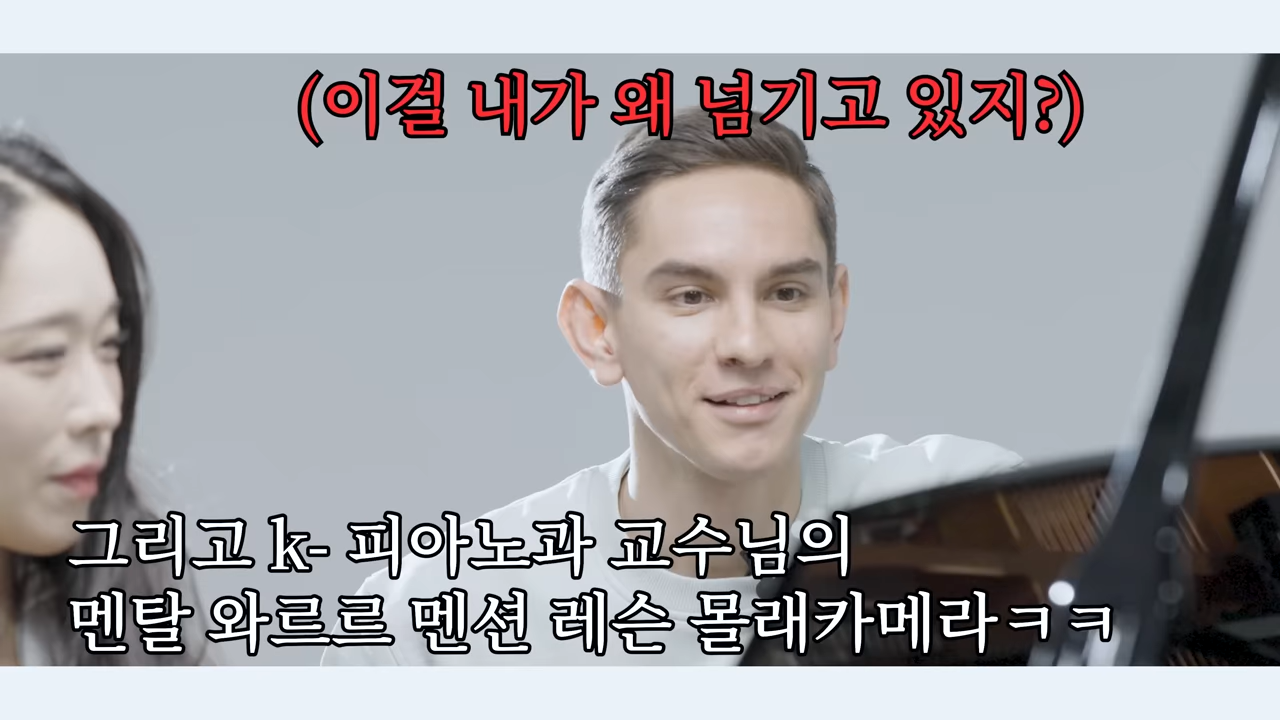 (이걸 내가 왜 넘기고 있지?)
그리고 k- 피아노과 교수님의
멘탈 와르르 멘션 레슨 몰래카메라ㅋㅋ